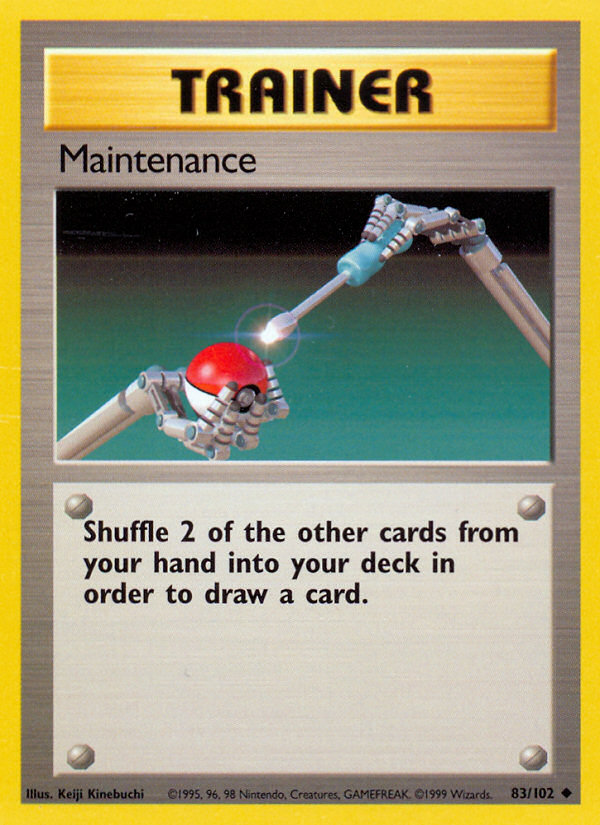 TRAINER
Maintenance
Shuffle 2 of the other cards from
your hand into your deck in
order to draw a card.
Illus. Keiji Kinebuchi ©1995, 96, 98 Nintendo, Creatures, GAMEFREAK. ©1999 Wizards. 83/102 ◆